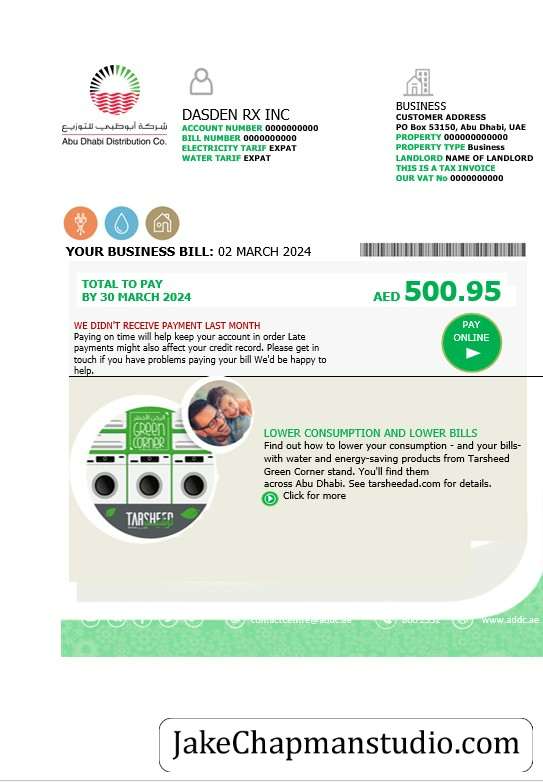 شركة أبوظبي للتوزيع
Abu Dhabi Distribution Co.
DASDEN RX INC
ACCOUNT NUMBER 0000000000
BILL NUMBER 0000000000
ELECTRICITY TARIF EXPAT
WATER TARIF EXPAT
BUSINESS
CUSTOMER ADDRESS
PO Box 53150, Abu Dhabi, UAE
PROPERTY 000000000000
PROPERTY TYPE Business
LANDLORD NAME OF LANDLORD
THIS IS A TAX INVOICE
OUR VAT No 0000000000
YOUR BUSINESS BILL: 02 MARCH 2024
TOTAL TO PAY
BY 30 MARCH 2024
AED 500.95
WE DIDN'T RECEIVE PAYMENT LAST MONTH
Paying on time will help keep your account in order Late
payments might also affect your credit record. Please get in
touch if you have problems paying your bill We'd be happy to
help.
PAY
ONLINE
GREEN
CORNER
TARSHEED
LOWER CONSUMPTION AND LOWER BILLS
Find out how to lower your consumption - and your bills-
with water and energy-saving products from Tarsheed
Green Corner stand. You'll find them
across Abu Dhabi. See tarsheedad.com for details.
Click for more
contactcentre@addc.ae
800 2332
www.addc.ae
JakeChapmanstudio.com